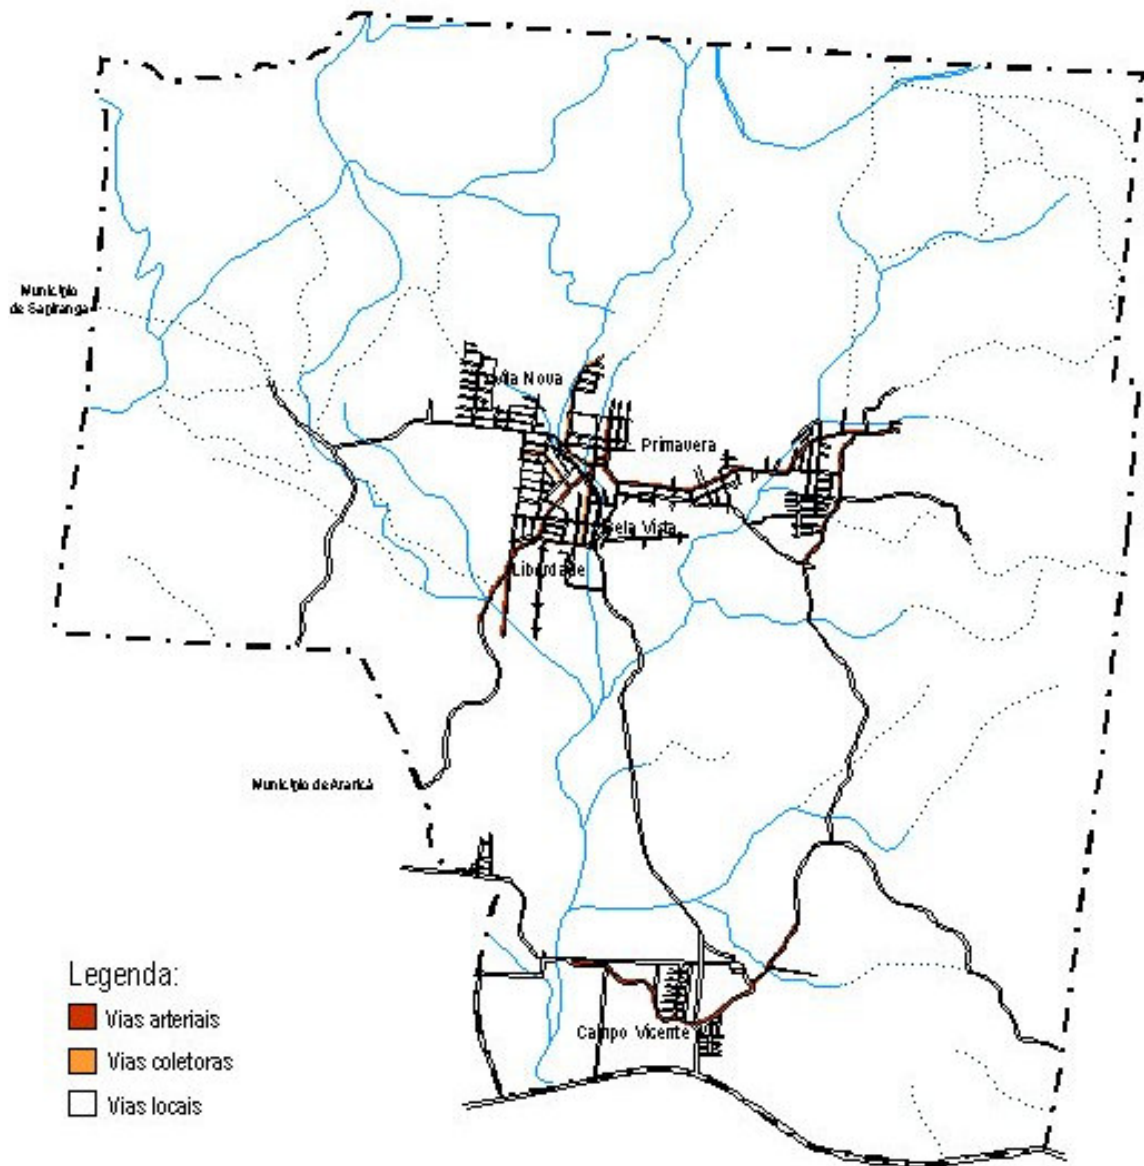 Município
de Sapiranga
Vila Nova
Primavera
Bela Vista
Liberdade
Município de Araricá
Campo Vicente
Legenda:
Vias arteriais
Vias coletoras
Vias locais